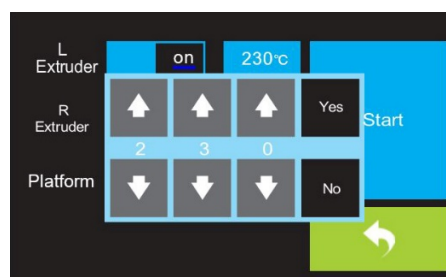 L
Extruder
on
230℃
R
Extruder
Yes
Start
2 3 0
Platform
No